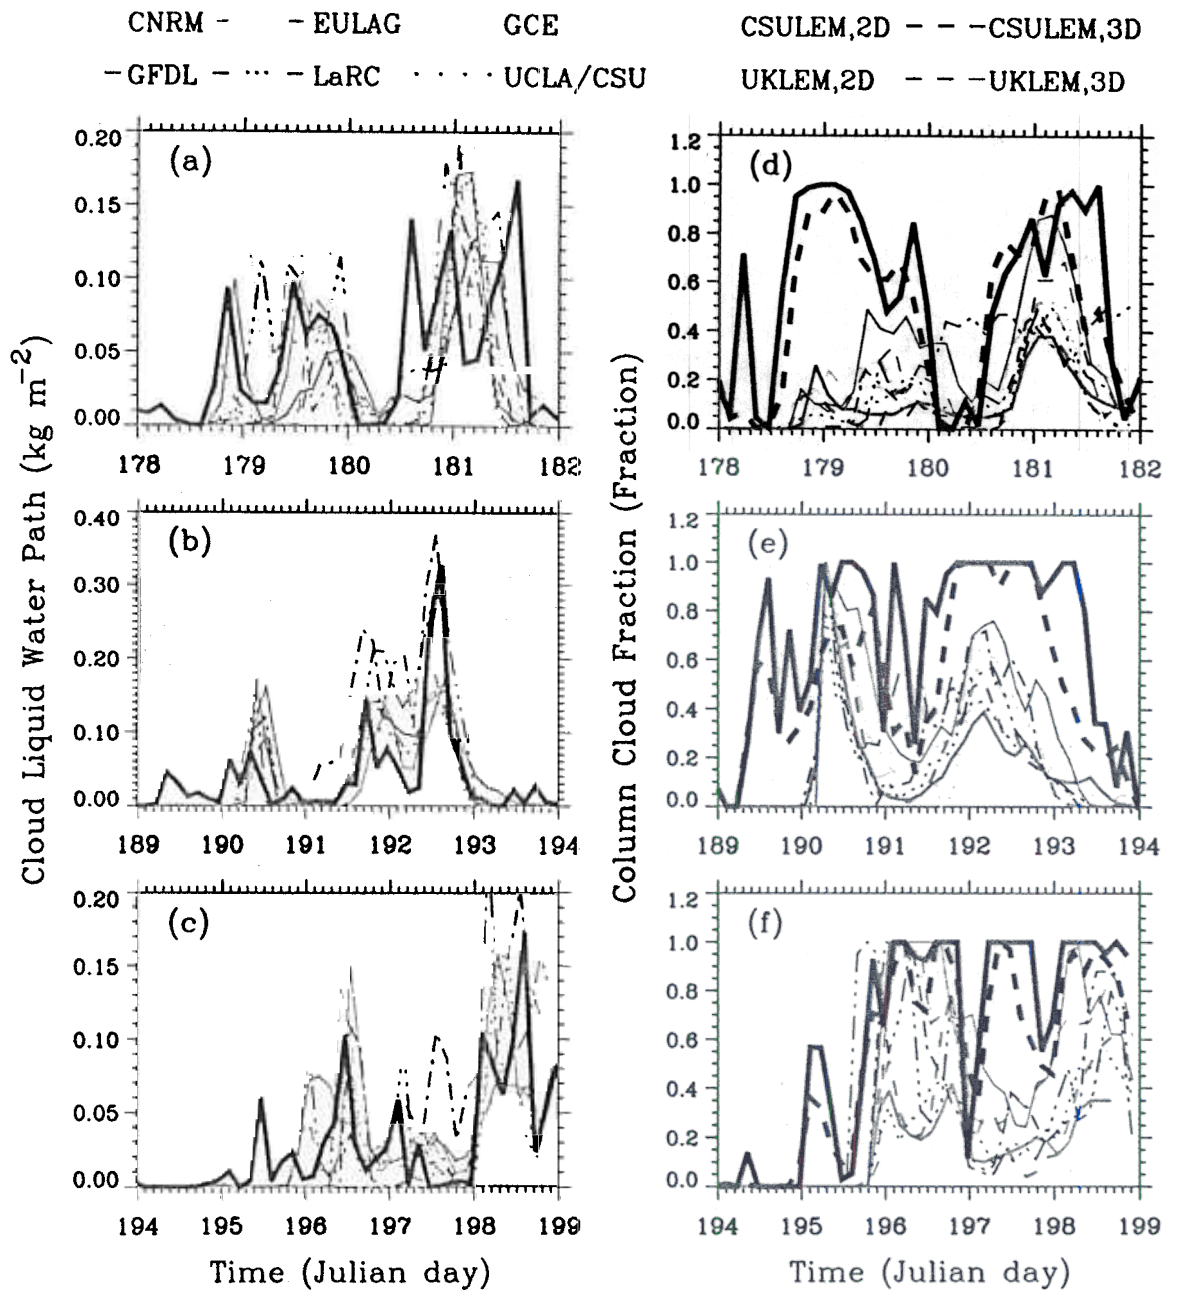 CNRM - - EULAG GCE CSULEM,2D - - - CSULEM,3D
- GFDL - ··· - LaRC · · · · UCLA/CSU UKLEM,2D - - - UKLEM,3D
Cloud Liquid Water Path (kg m⁻²)
(a)
0.20
0.15
0.10
0.05
0.00
178 179 180 181 182
(b)
0.40
0.30
0.20
0.10
0.00
189 190 191 192 193 194
(c)
0.20
0.15
0.10
0.05
0.00
194 195 196 197 198 199
Time (Julian day)
Column Cloud Fraction (Fraction)
(d)
1.2
1.0
0.8
0.6
0.4
0.2
0.0
178 179 180 181 182
(e)
1.2
1.0
0.8
0.6
0.4
0.2
0.0
189 190 191 192 193 194
(f)
1.2
1.0
0.8
0.6
0.4
0.2
0.0
194 195 196 197 198 199
Time (Julian day)